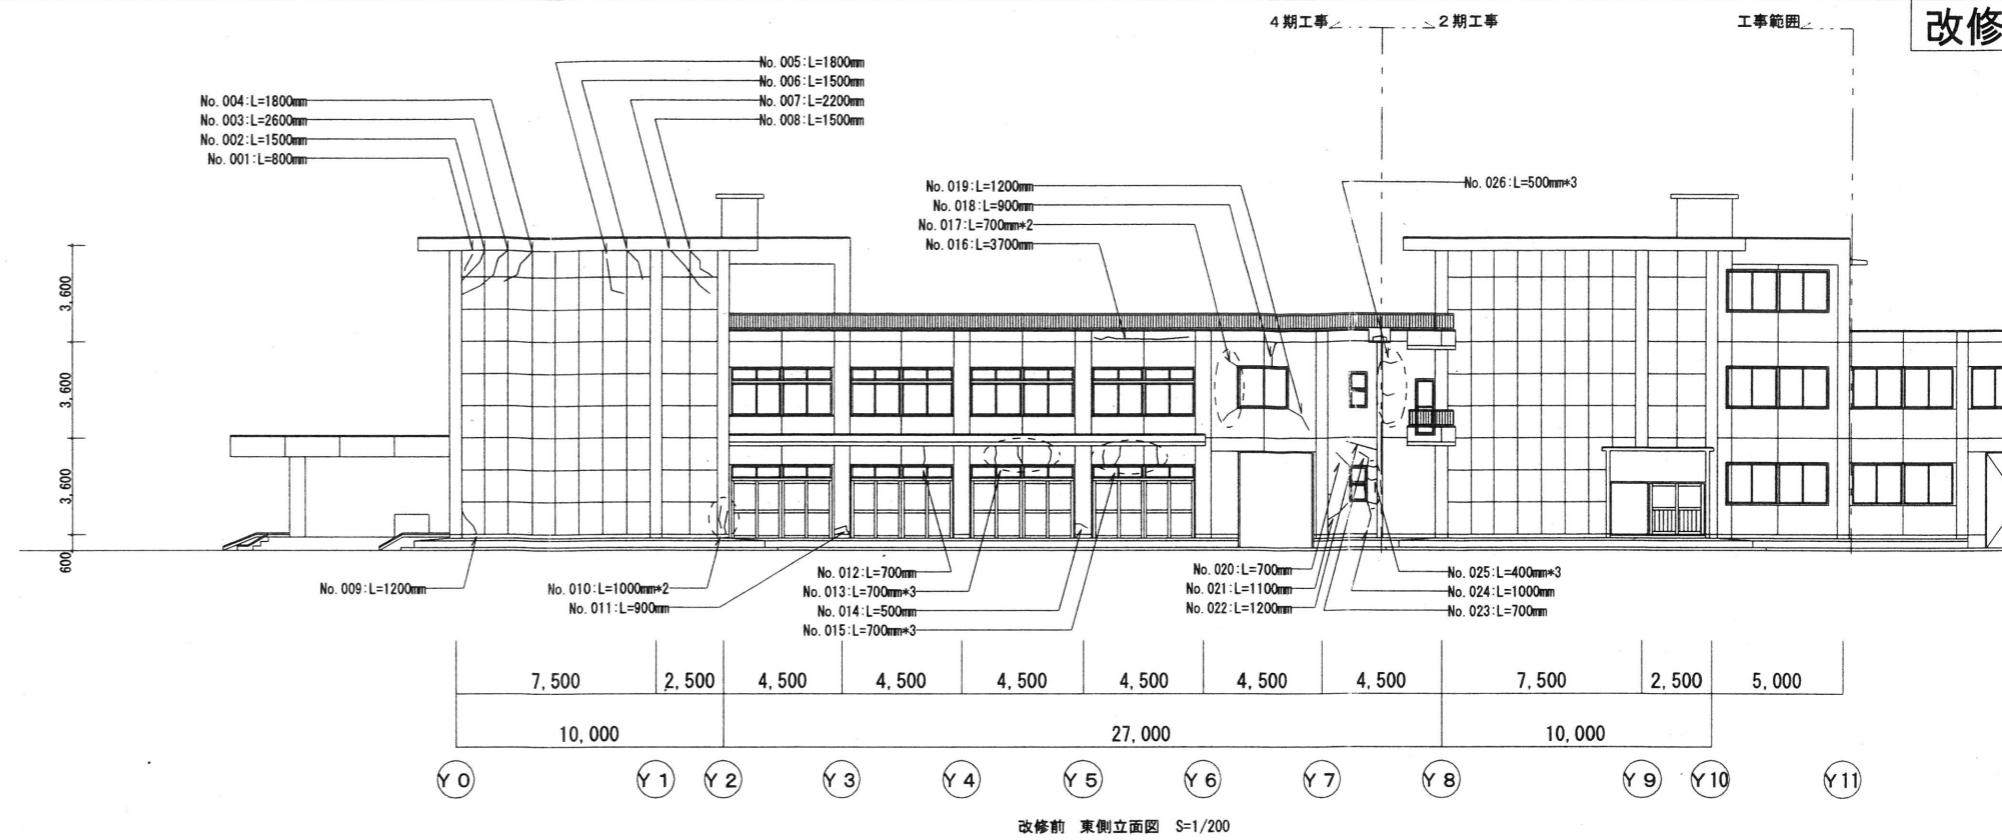 4期工事
2期工事
工事範囲
改修
No. 005:L=1800mm
No. 006:L=1500mm
No. 007:L=2200mm
No. 008:L=1500mm
No. 004:L=1800mm
No. 003:L=2600mm
No. 002:L=1500mm
No. 001:L=800mm
No. 019:L=1200mm
No. 018:L=900mm
No. 017:L=700mm*2
No. 016:L=3700mm
No. 026:L=500mm*3
3,600
3,600
3,600
600
No. 009:L=1200mm
No. 010:L=1000mm*2
No. 011:L=900mm
No. 012:L=700mm
No. 013:L=700mm*3
No. 014:L=500mm
No. 015:L=700mm*3
No. 020:L=700mm
No. 021:L=1100mm
No. 022:L=1200mm
No. 025:L=400mm*3
No. 024:L=1000mm
No. 023:L=700mm
7,500 2,500 4,500 4,500 4,500 4,500 4,500 4,500 7,500 2,500 5,000
10,000 27,000 10,000
Y0 Y1 Y2 Y3 Y4 Y5 Y6 Y7 Y8 Y9 Y10 Y11
改修前 東側立面図 S=1/200